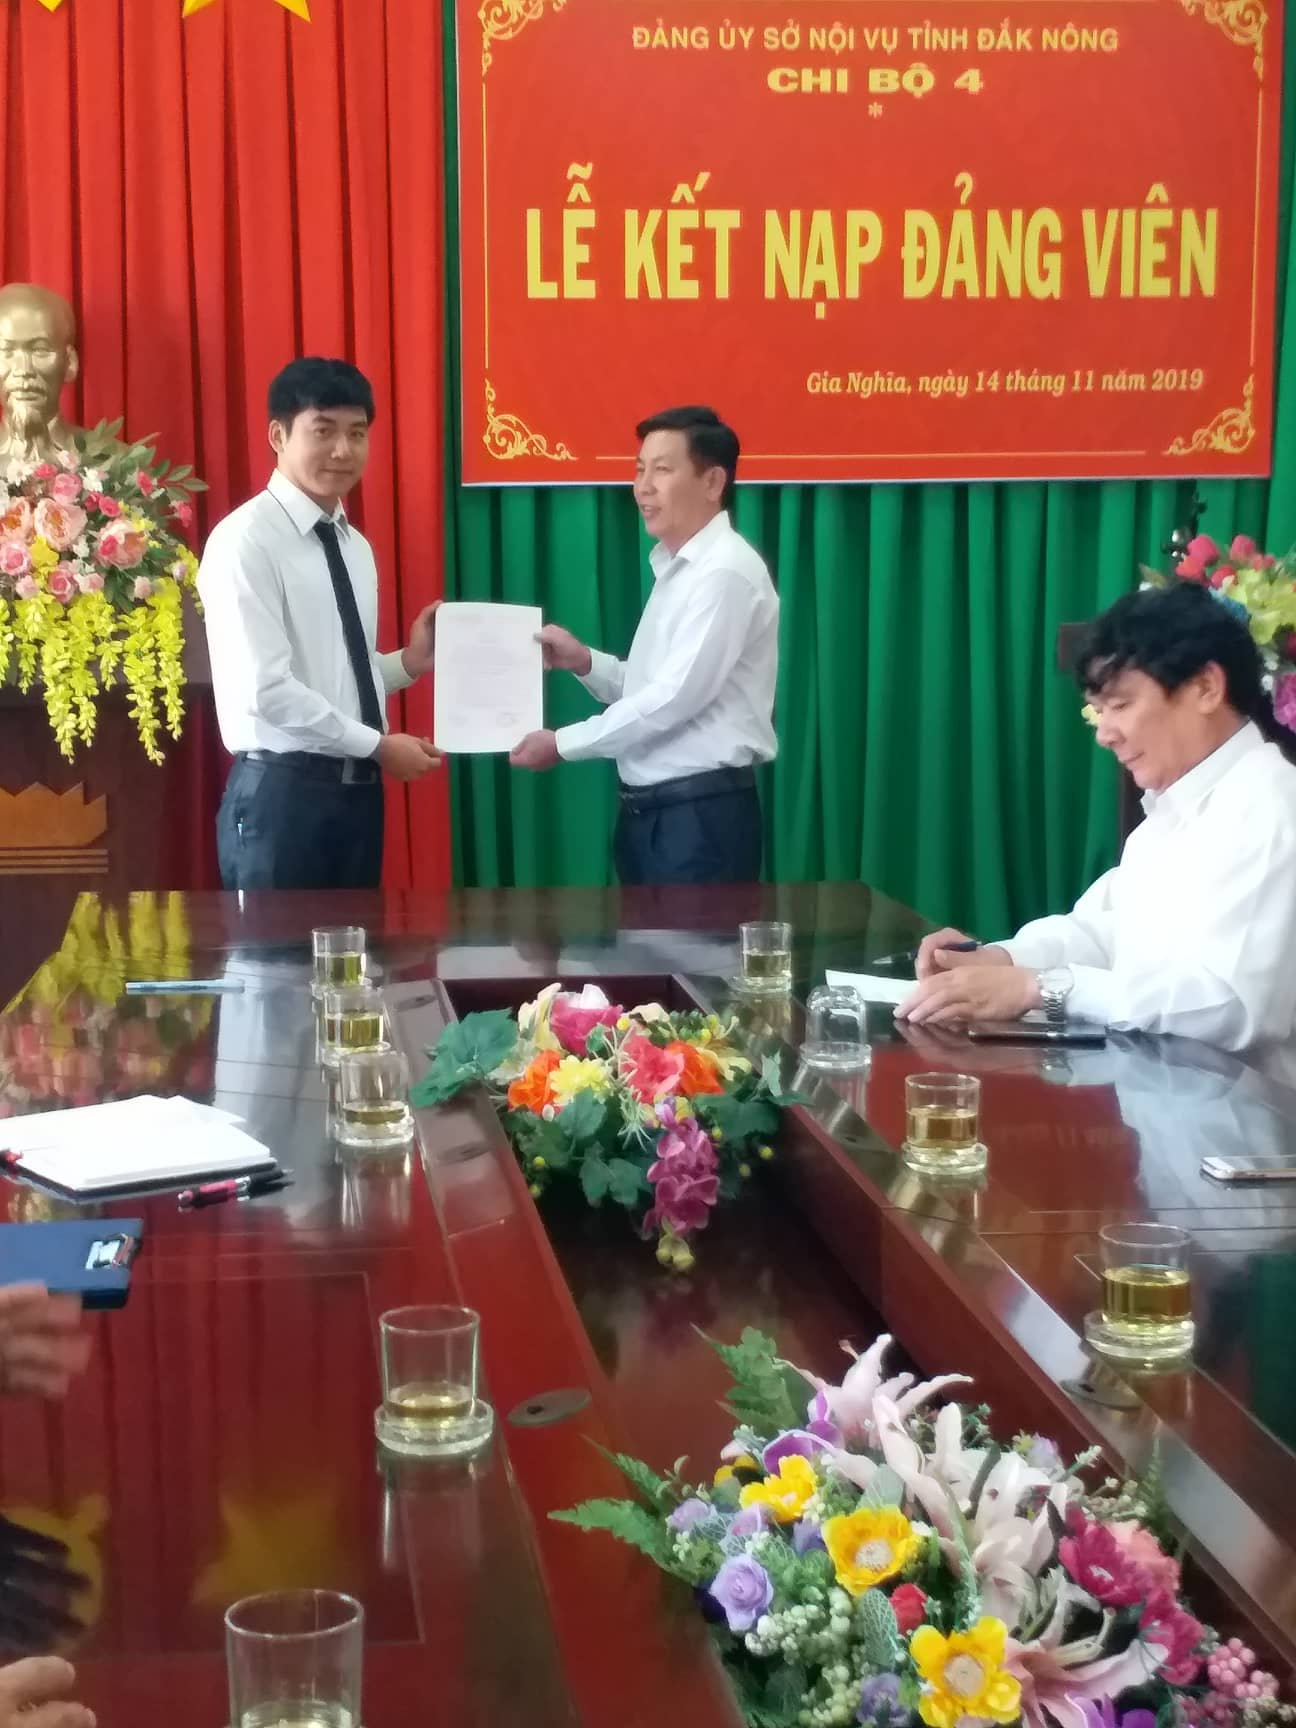 ĐẢNG ỦY SỞ NỘI VỤ TỈNH ĐẮK NÔNG
CHI BỘ 4
*
LỄ KẾT NẠP ĐẢNG VIÊN
Gia Nghĩa, ngày 14 tháng 11 năm 2019